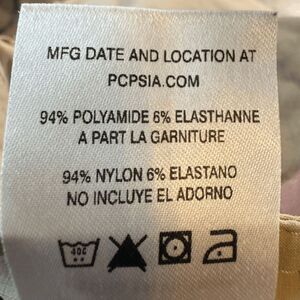 MFG DATE AND LOCATION AT
PCPSIA.COM
94% POLYAMIDE 6% ELASTHANNE
A PART LA GARNITURE
94% NYLON 6% ELASTANO
NO INCLUYE EL ADORNO